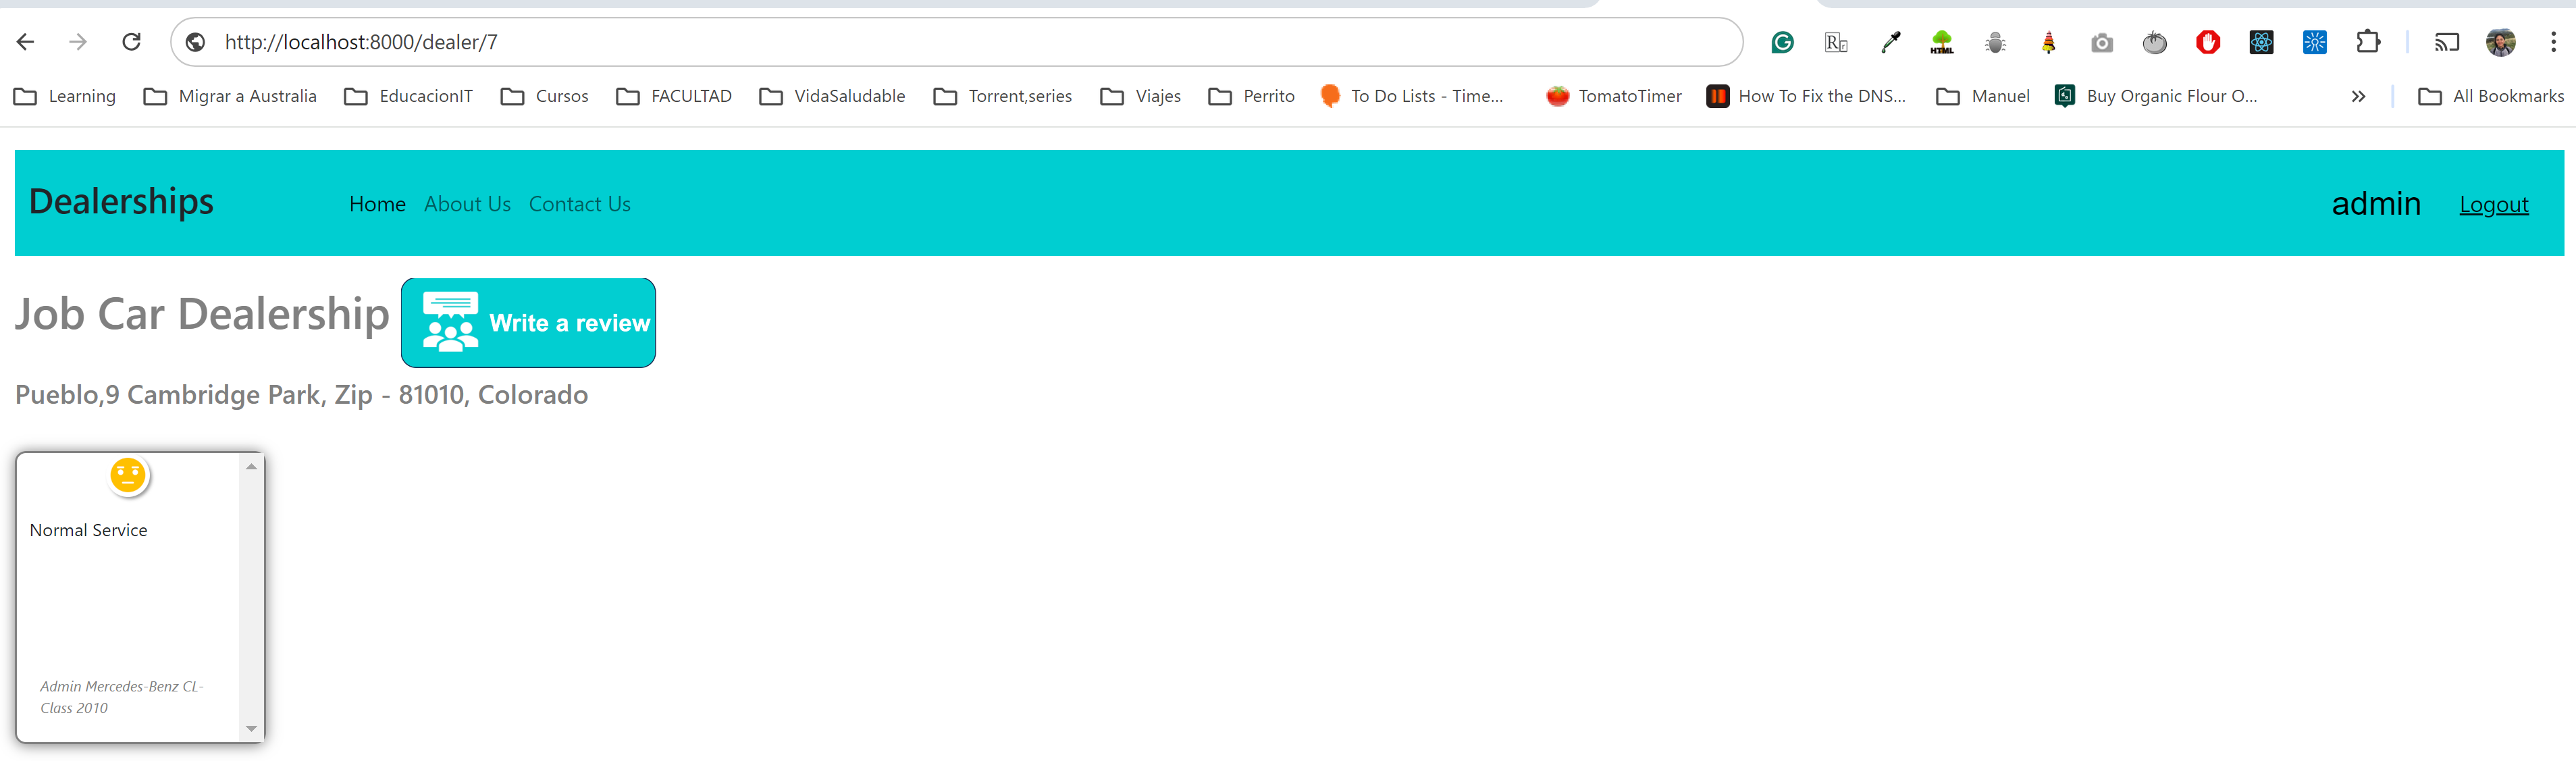 http://localhost:8000/dealer/7
HTML
Learning Migrar a Australia EducacionIT Cursos FACULTAD VidaSaludable Torrent,series Viajes Perrito To Do Lists - Time... TomatoTimer How To Fix the DNS... Manuel Buy Organic Flour O... » All Bookmarks
Dealerships Home About Us Contact Us admin Logout
Job Car Dealership Write a review
Pueblo,9 Cambridge Park, Zip - 81010, Colorado
Normal Service
Admin Mercedes-Benz CL-
Class 2010